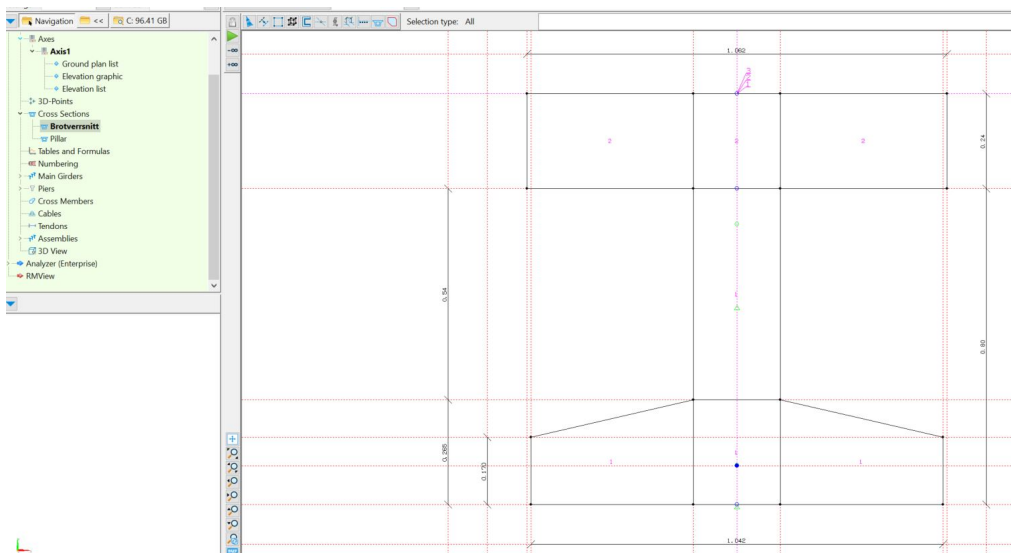 Navigation << C: 96.41 GB Selection type: All
Axes
Axis1
Ground plan list
Elevation graphic
Elevation list
3D-Points
Cross Sections
Brotverrsnitt
Pillar
Tables and Formulas
Numbering
Main Girders
Piers
Cross Members
Cables
Tendons
Assemblies
3D View
Analyzer (Enterprise)
RMView
-∞
+∞
1.062
2 2
0.24
0.54
1
0.80
0.265
0.170
1 1 1
1.042